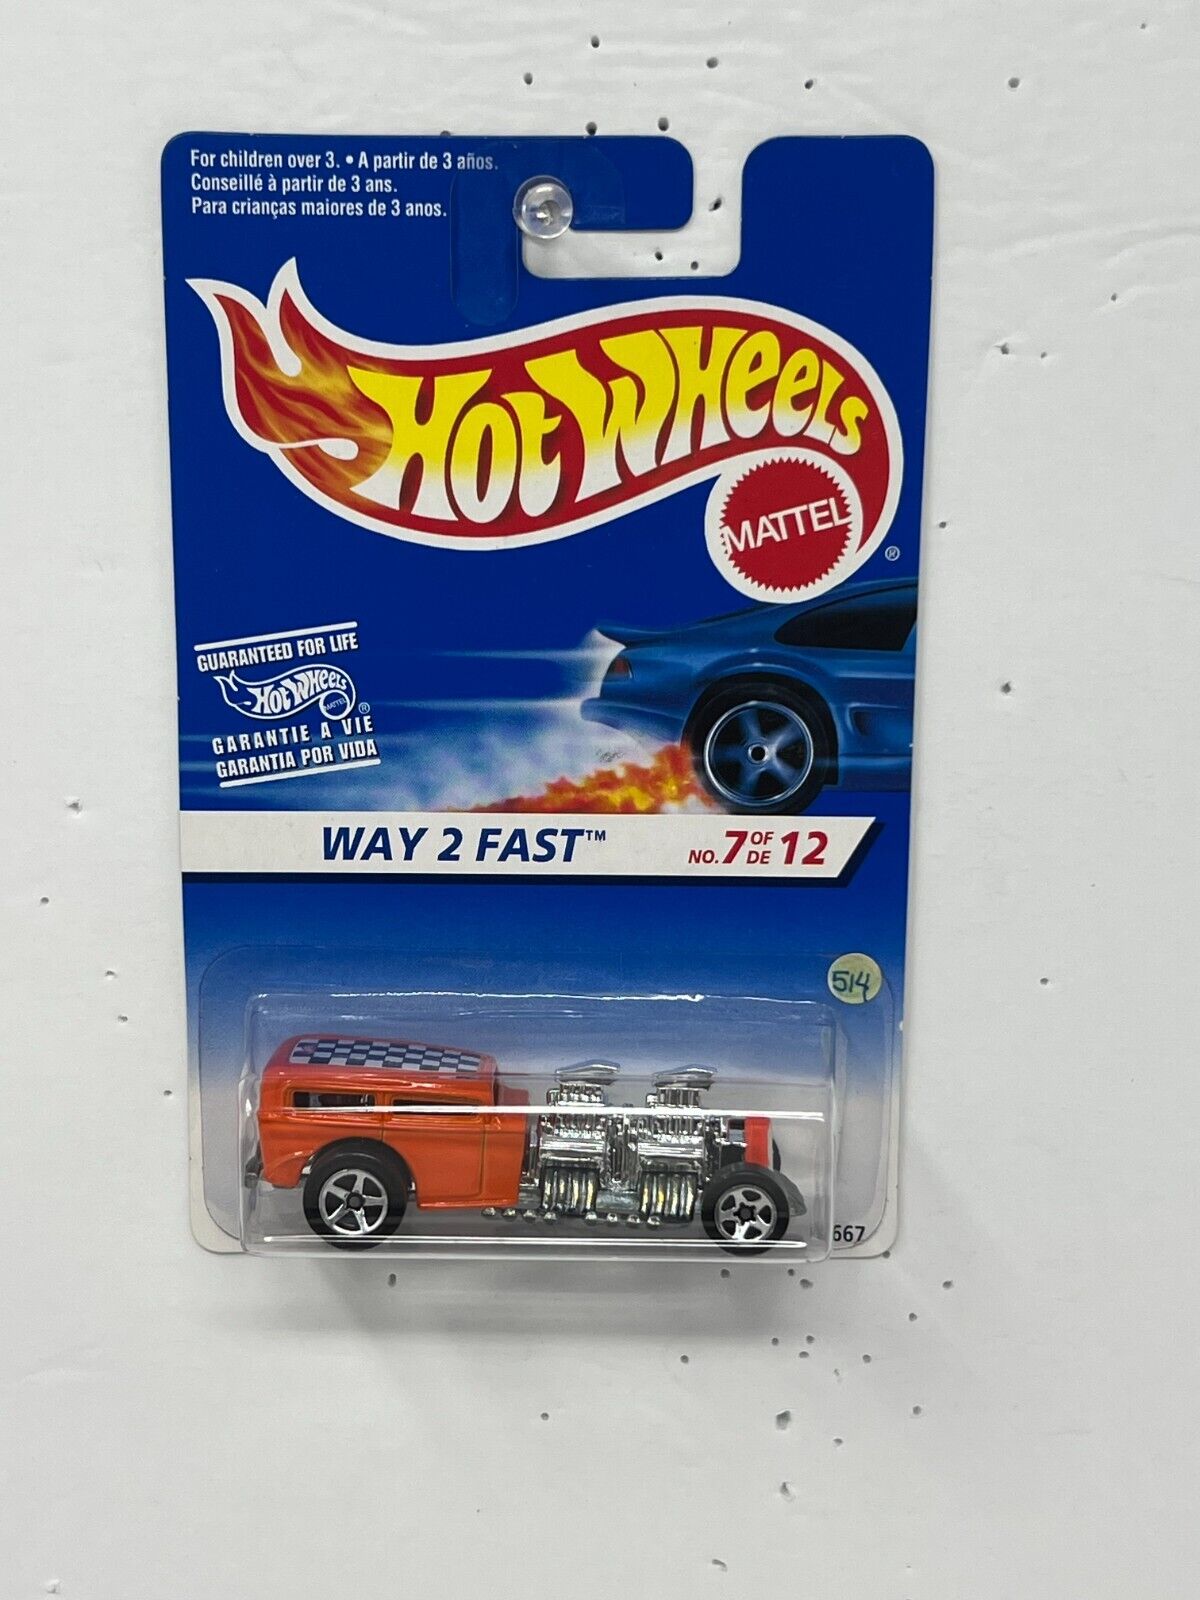 For children over 3. • A partir de 3 años.
Conseillé à partir de 3 ans.
Para crianças maiores de 3 anos.
HOT WHEELS
MATTEL
®
GUARANTEED FOR LIFE
HOT WHEELS
MATTEL
®
GARANTIE A VIE
GARANTIA POR VIDA
WAY 2 FAST™
NO. 7 OF DE 12
514
667